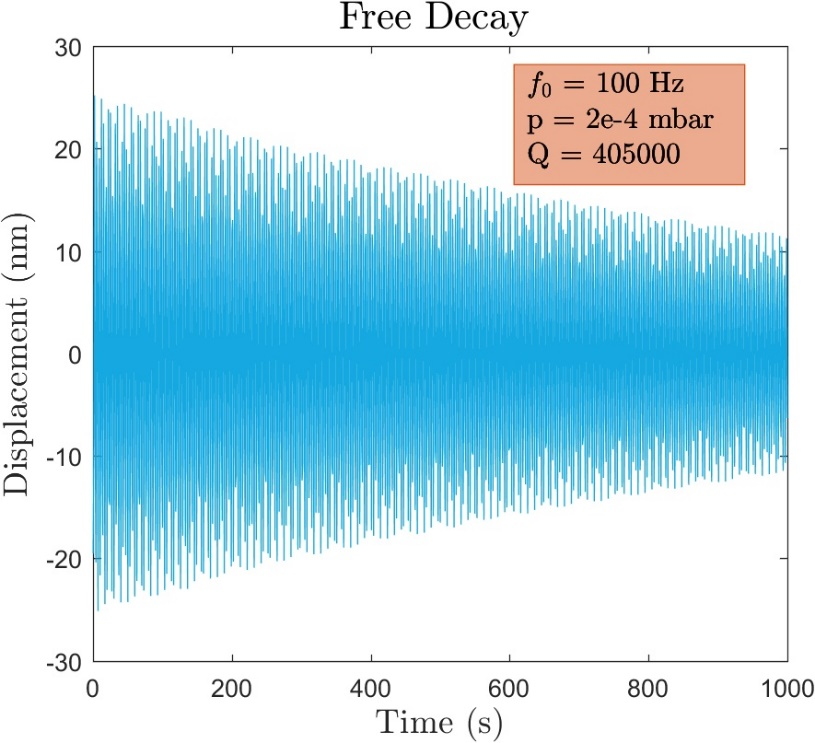 Free Decay
30
f₀ = 100 Hz
p = 2e-4 mbar
Q = 405000
20
10
0
-10
-20
-30
Displacement (nm)
0 200 400 600 800 1000
Time (s)